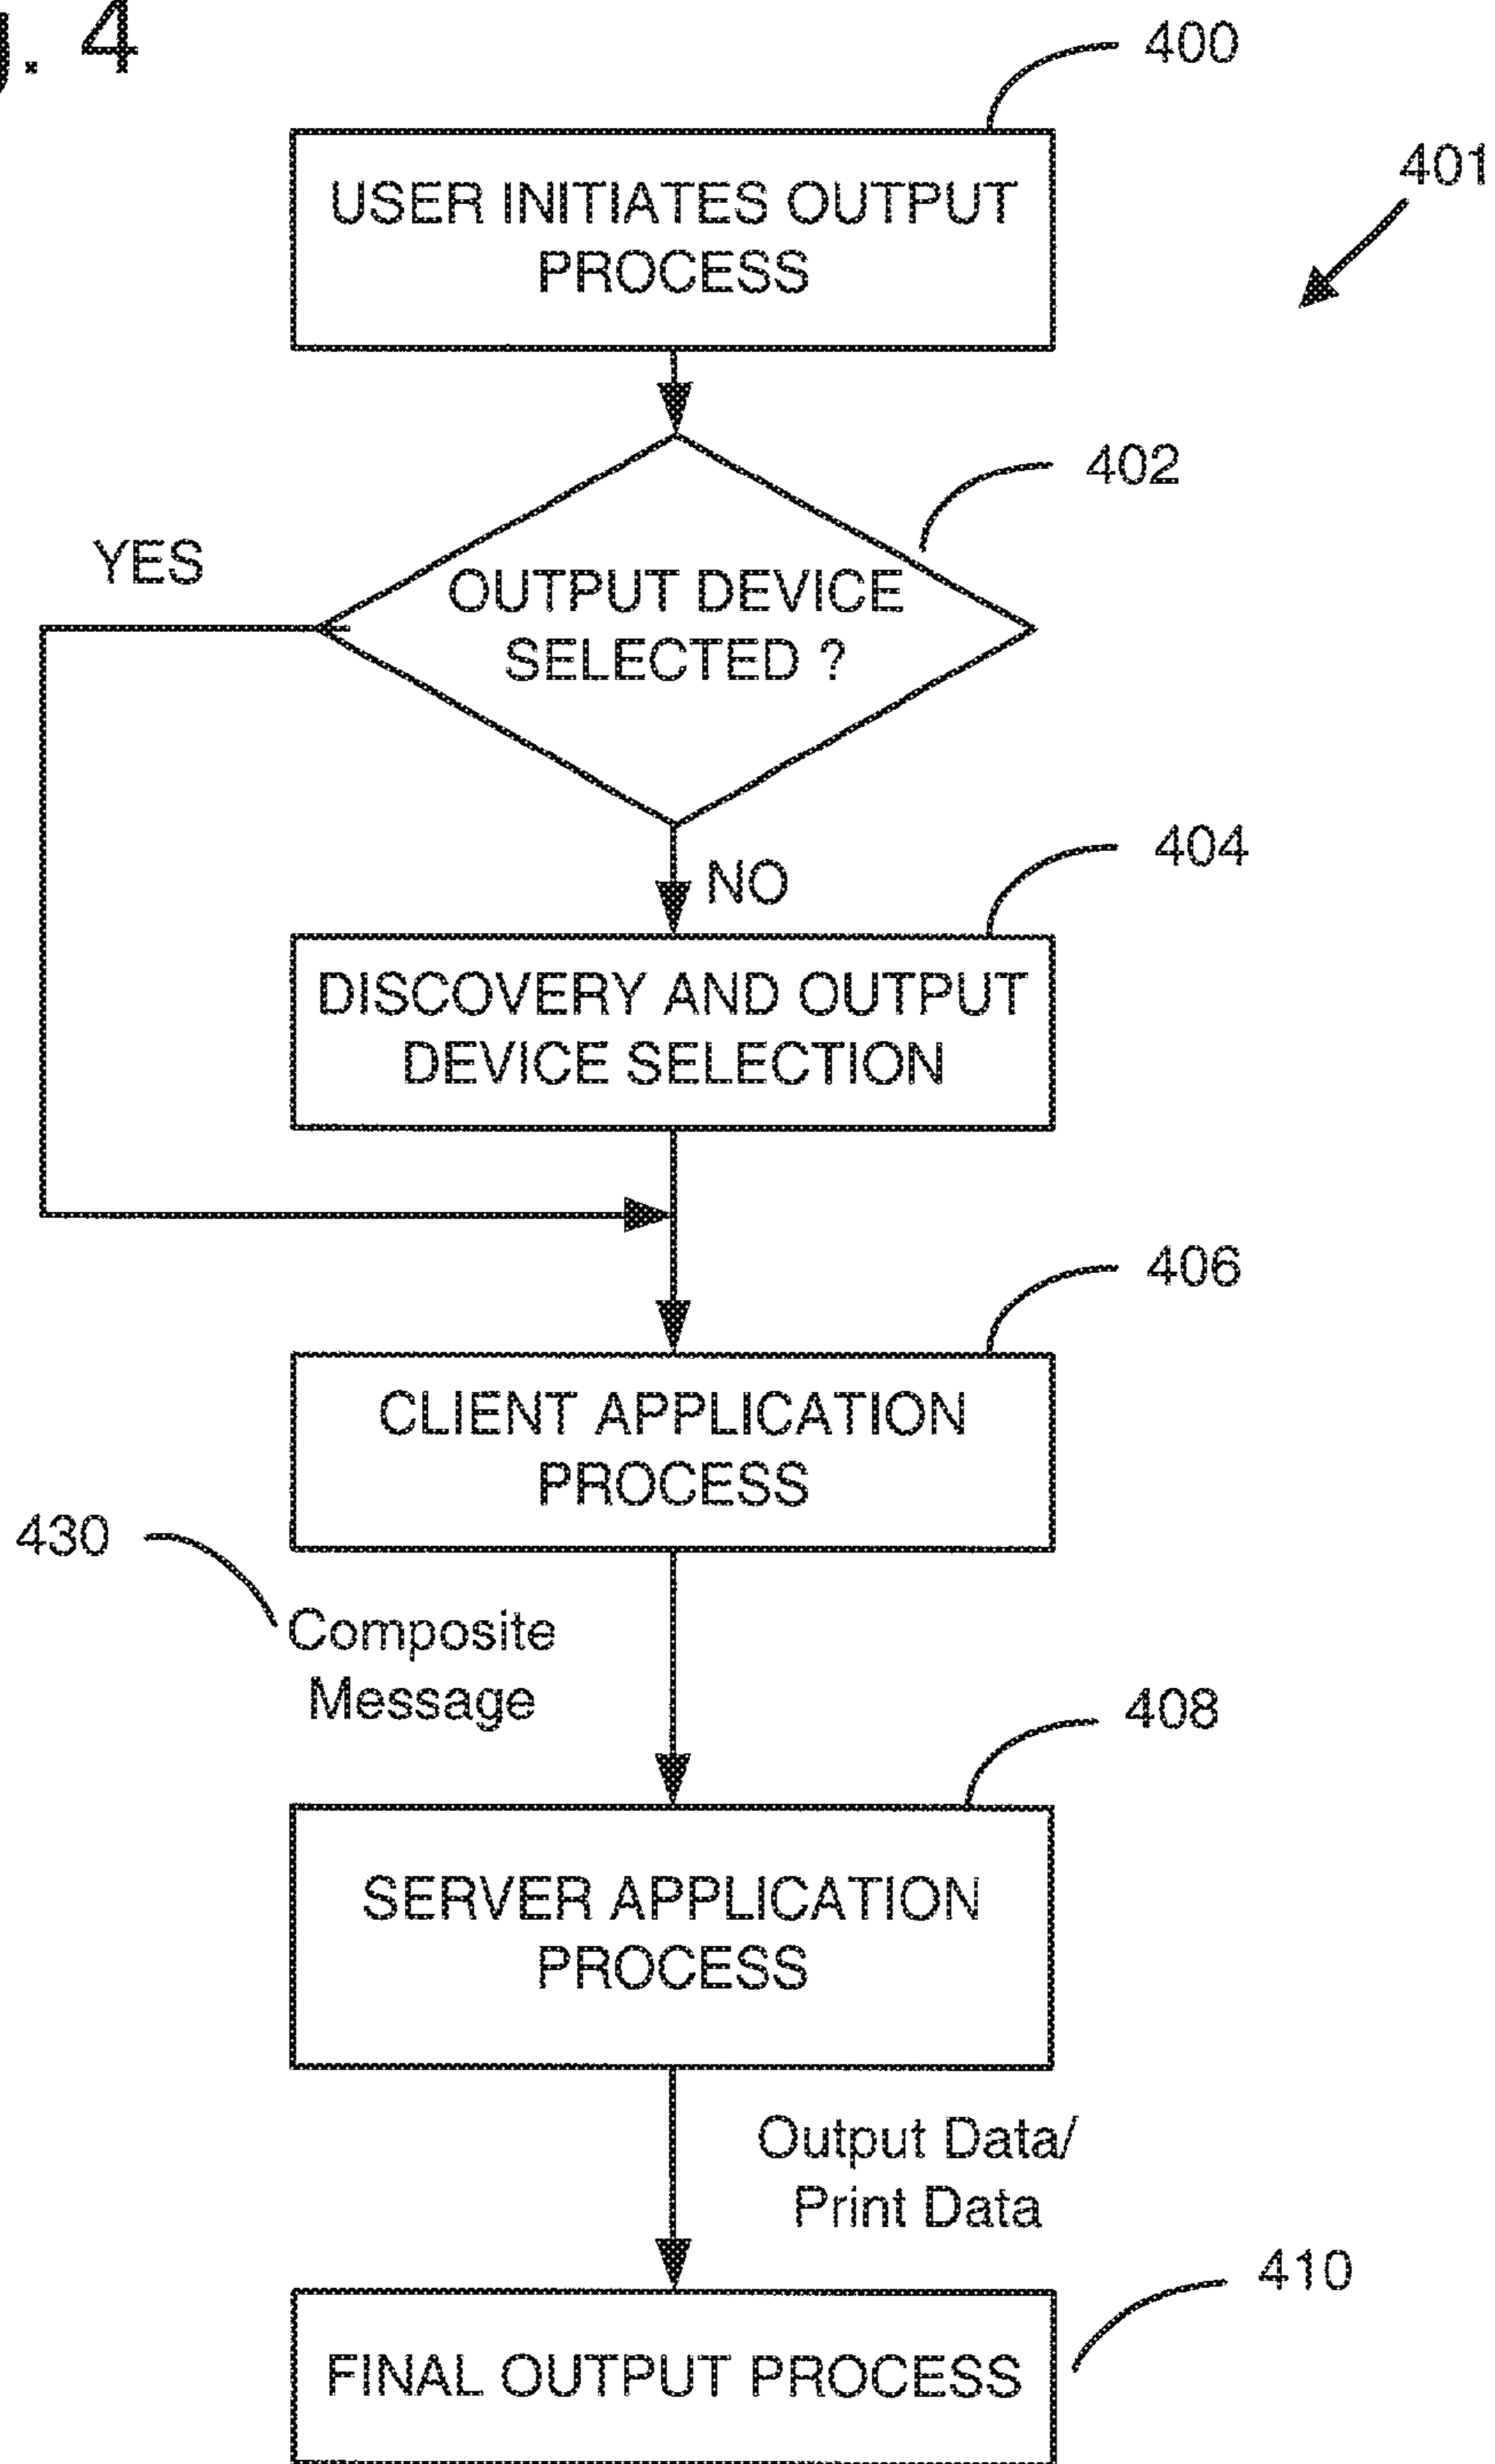 . 4
400
401
USER INITIATES OUTPUT
PROCESS
402
YES
OUTPUT DEVICE
SELECTED ?
NO
404
DISCOVERY AND OUTPUT
DEVICE SELECTION
406
CLIENT APPLICATION
PROCESS
430
Composite
Message
408
SERVER APPLICATION
PROCESS
Output Data/
Print Data
410
FINAL OUTPUT PROCESS